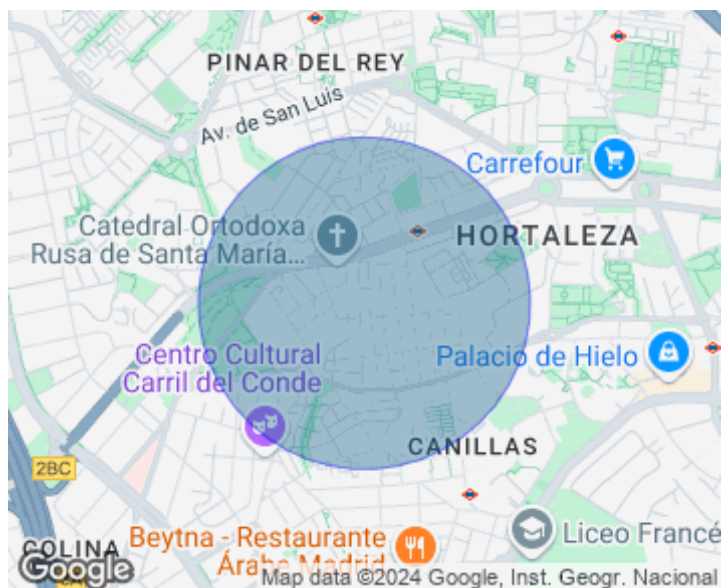 PINAR DEL REY
Av. de San Luis
Carrefour
Catedral Ortodoxa
Rusa de Santa María...
HORTALEZA
Centro Cultural
Carril del Conde
Palacio de Hielo
CANILLAS
2BC
Beytna - Restaurante
Árabe Madrid
Liceo Francé
COLINA
Google
Map data ©2024 Google, Inst. Geogr. Nacional